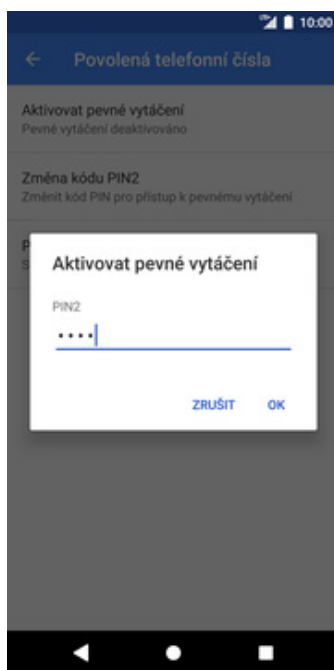 10:00
Povolená telefonní čísla
Aktivovat pevné vytáčení
Pevné vytáčení deaktivováno
Změna kódu PIN2
Změnit kód PIN pro přístup k pevnému vytáčení
P
S
Aktivovat pevné vytáčení
PIN2
ZRUŠIT OK